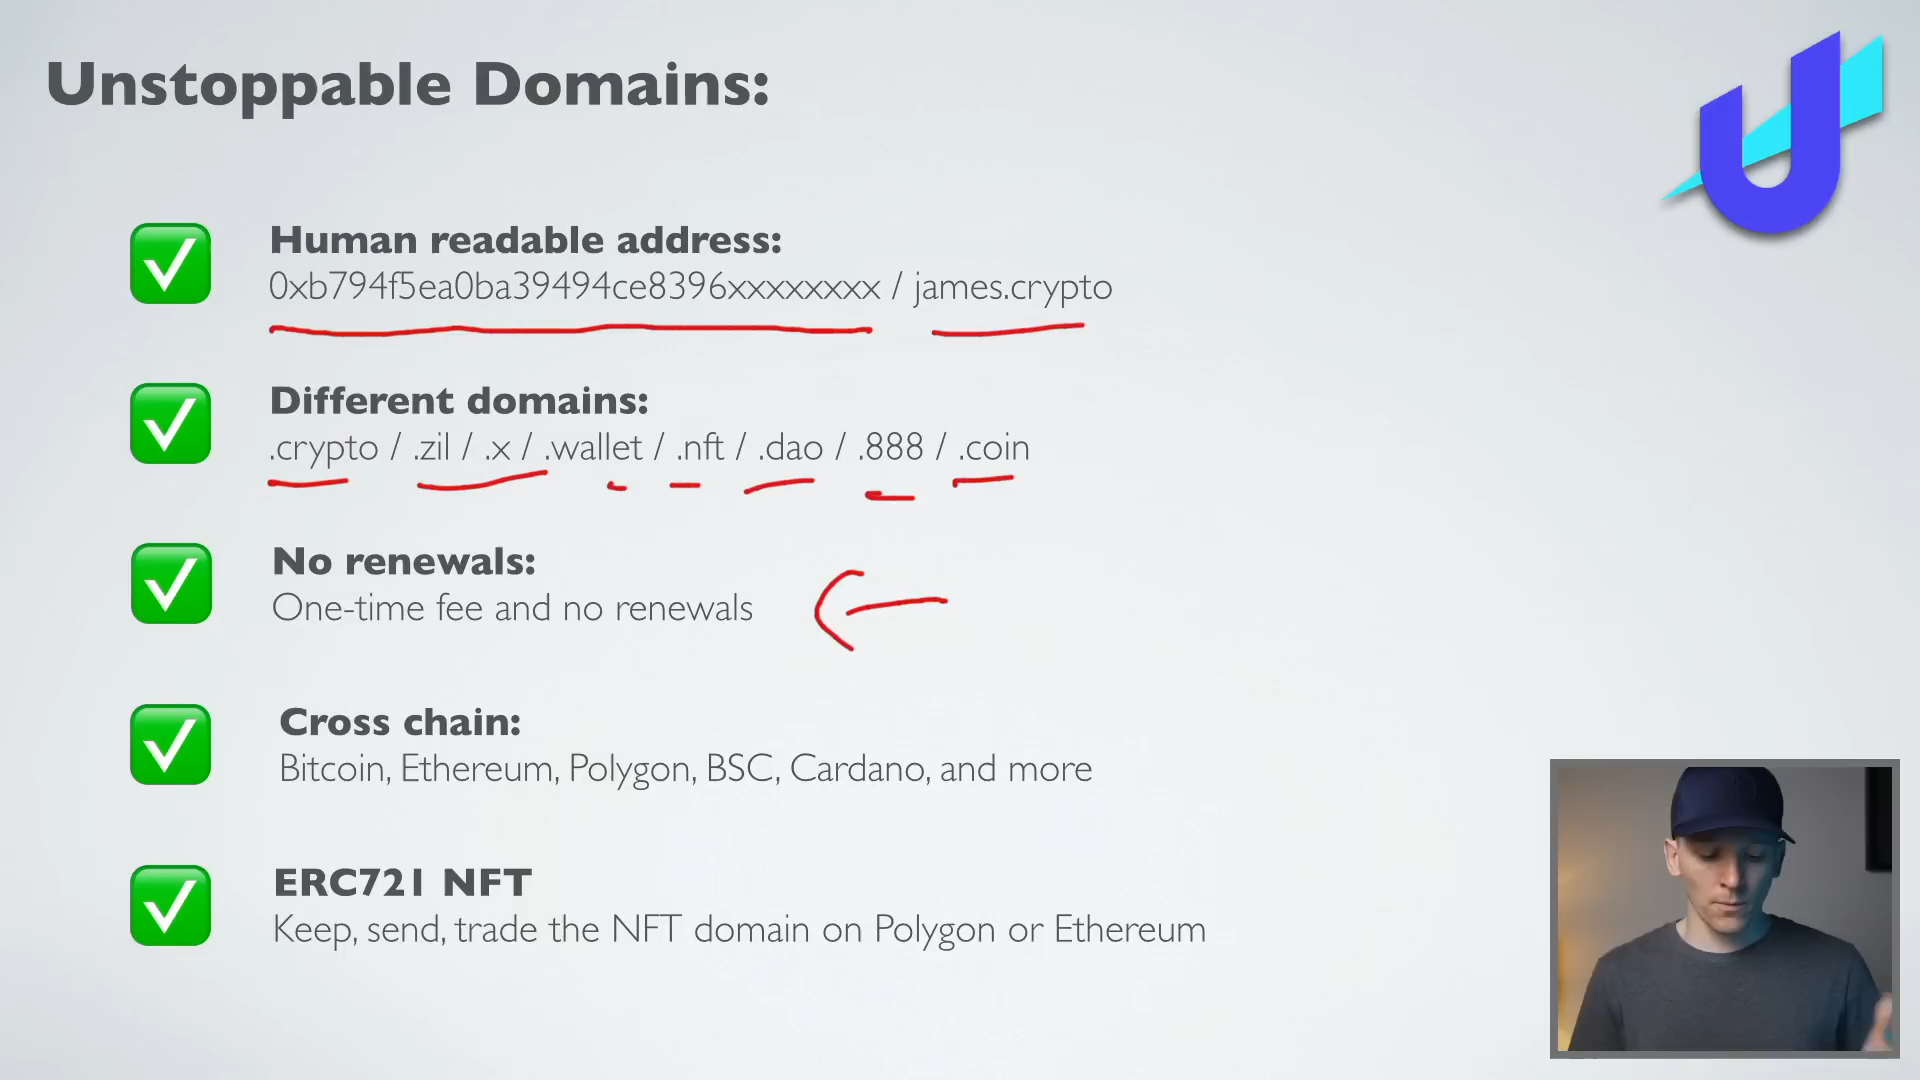 Unstoppable Domains:
Human readable address:
0xb794f5ea0ba39494ce8396xxxxxxxx / james.crypto
Different domains:
.crypto / .zil / .x / .wallet / .nft / .dao / .888 / .coin
No renewals:
One-time fee and no renewals
Cross chain:
Bitcoin, Ethereum, Polygon, BSC, Cardano, and more
ERC721 NFT
Keep, send, trade the NFT domain on Polygon or Ethereum